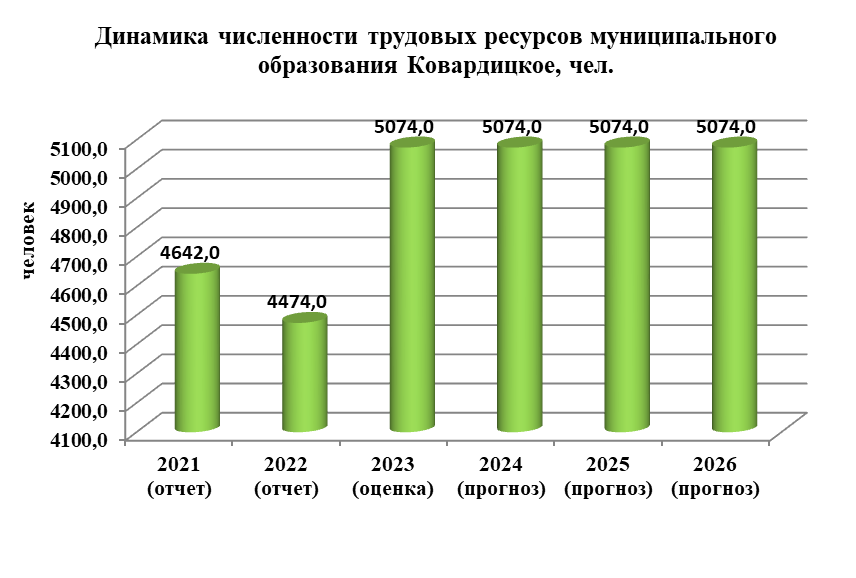 Динамика численности трудовых ресурсов муниципального
образования Ковардицкое, чел.
5074,0 5074,0 5074,0 5074,0
5100,0
5000,0
4900,0
4800,0
4700,0
4600,0
4500,0
4400,0
4300,0
4200,0
4100,0
человек
4642,0
4474,0
2021 2022 2023 2024 2025 2026
(отчет) (отчет) (оценка) (прогноз) (прогноз) (прогноз)